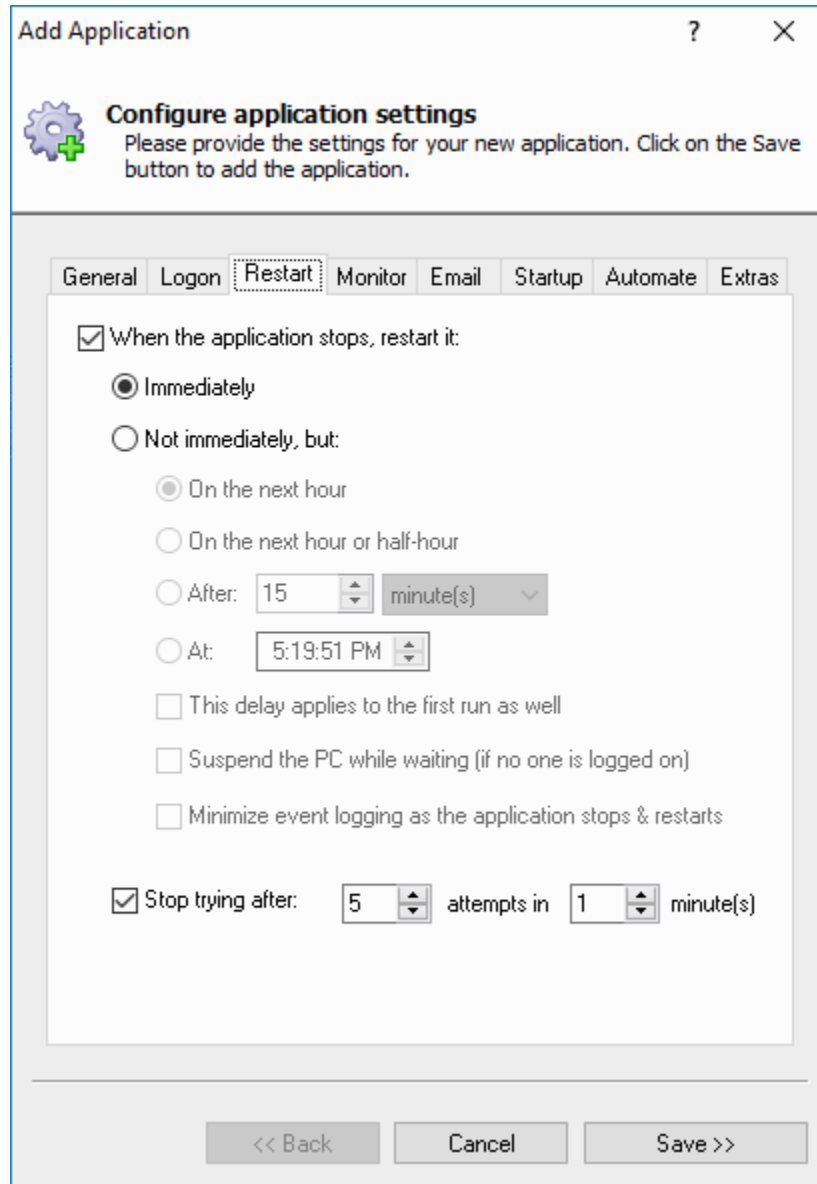 Add Application
?
Configure application settings
Please provide the settings for your new application. Click on the Save
button to add the application.
General Logon Restart Monitor Email Startup Automate Extras
When the application stops, restart it:
Immediately
Not immediately, but:
On the next hour
On the next hour or half-hour
After: 15 minute(s)
At: 5:19:51 PM
This delay applies to the first run as well
Suspend the PC while waiting (if no one is logged on)
Minimize event logging as the application stops & restarts
Stop trying after: 5 attempts in 1 minute(s)
<< Back Cancel Save >>